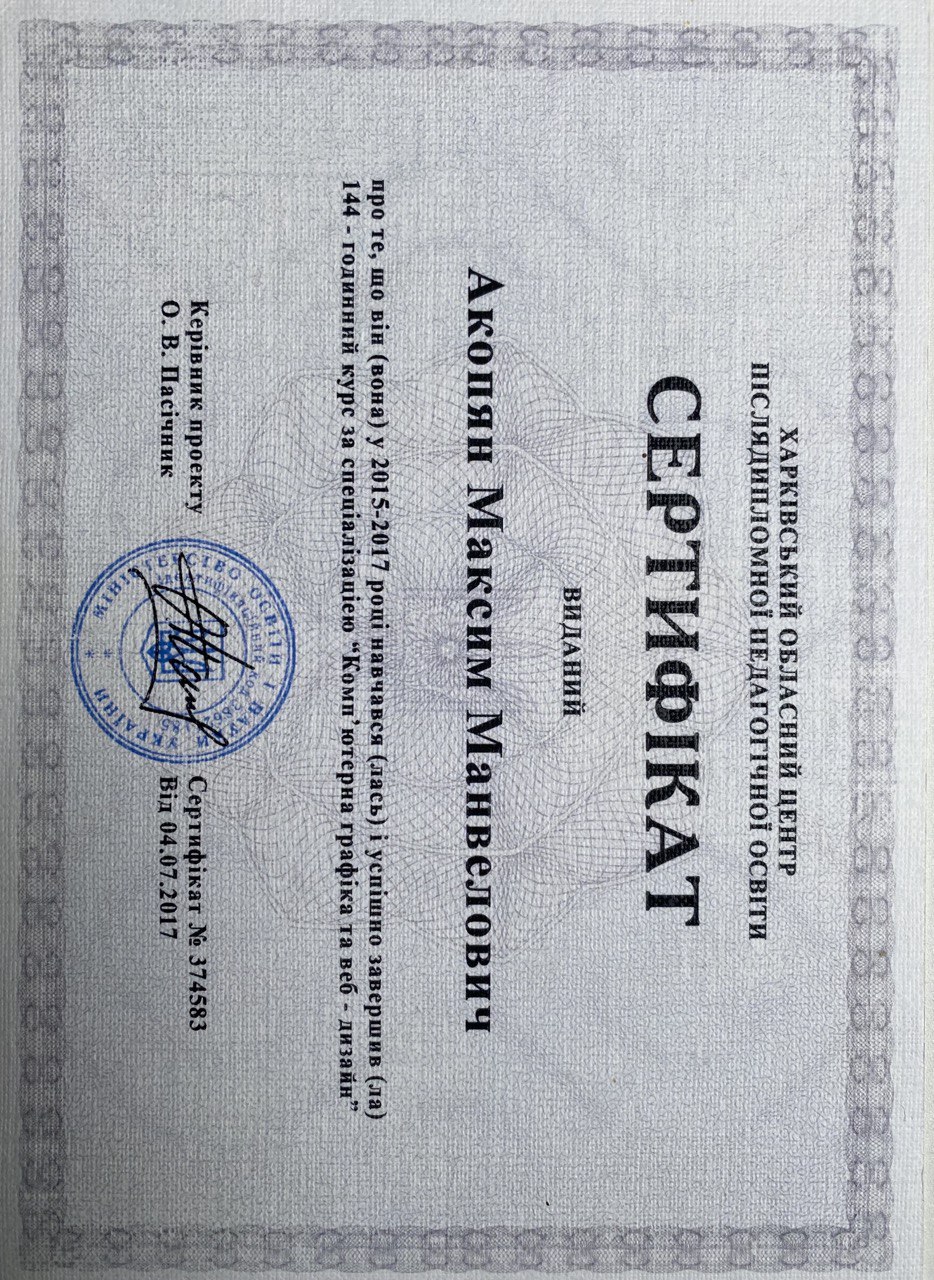 ХАРКІВСЬКИЙ ОБЛАСНИЙ ЦЕНТР
ПІСЛЯДИПЛОМНОЇ ПЕДАГОГІЧНОЇ ОСВІТИ
СЕРТИФІКАТ
ВИДАНИЙ
Акопян Максим Манвелович
про те, що він (вона) у 2015-2017 році навчався (лась) і успішно завершив (ла)
144 - годинний курс за спеціалізацією “Комп’ютерна графіка та веб - дизайн”
МІНІСТЕРСТВО ОСВІТИ І НАУКИ УКРАЇНИ
код
Керівник проекту
О. В. Пасічник
Сертифікат № 374583
Від 04.07.2017